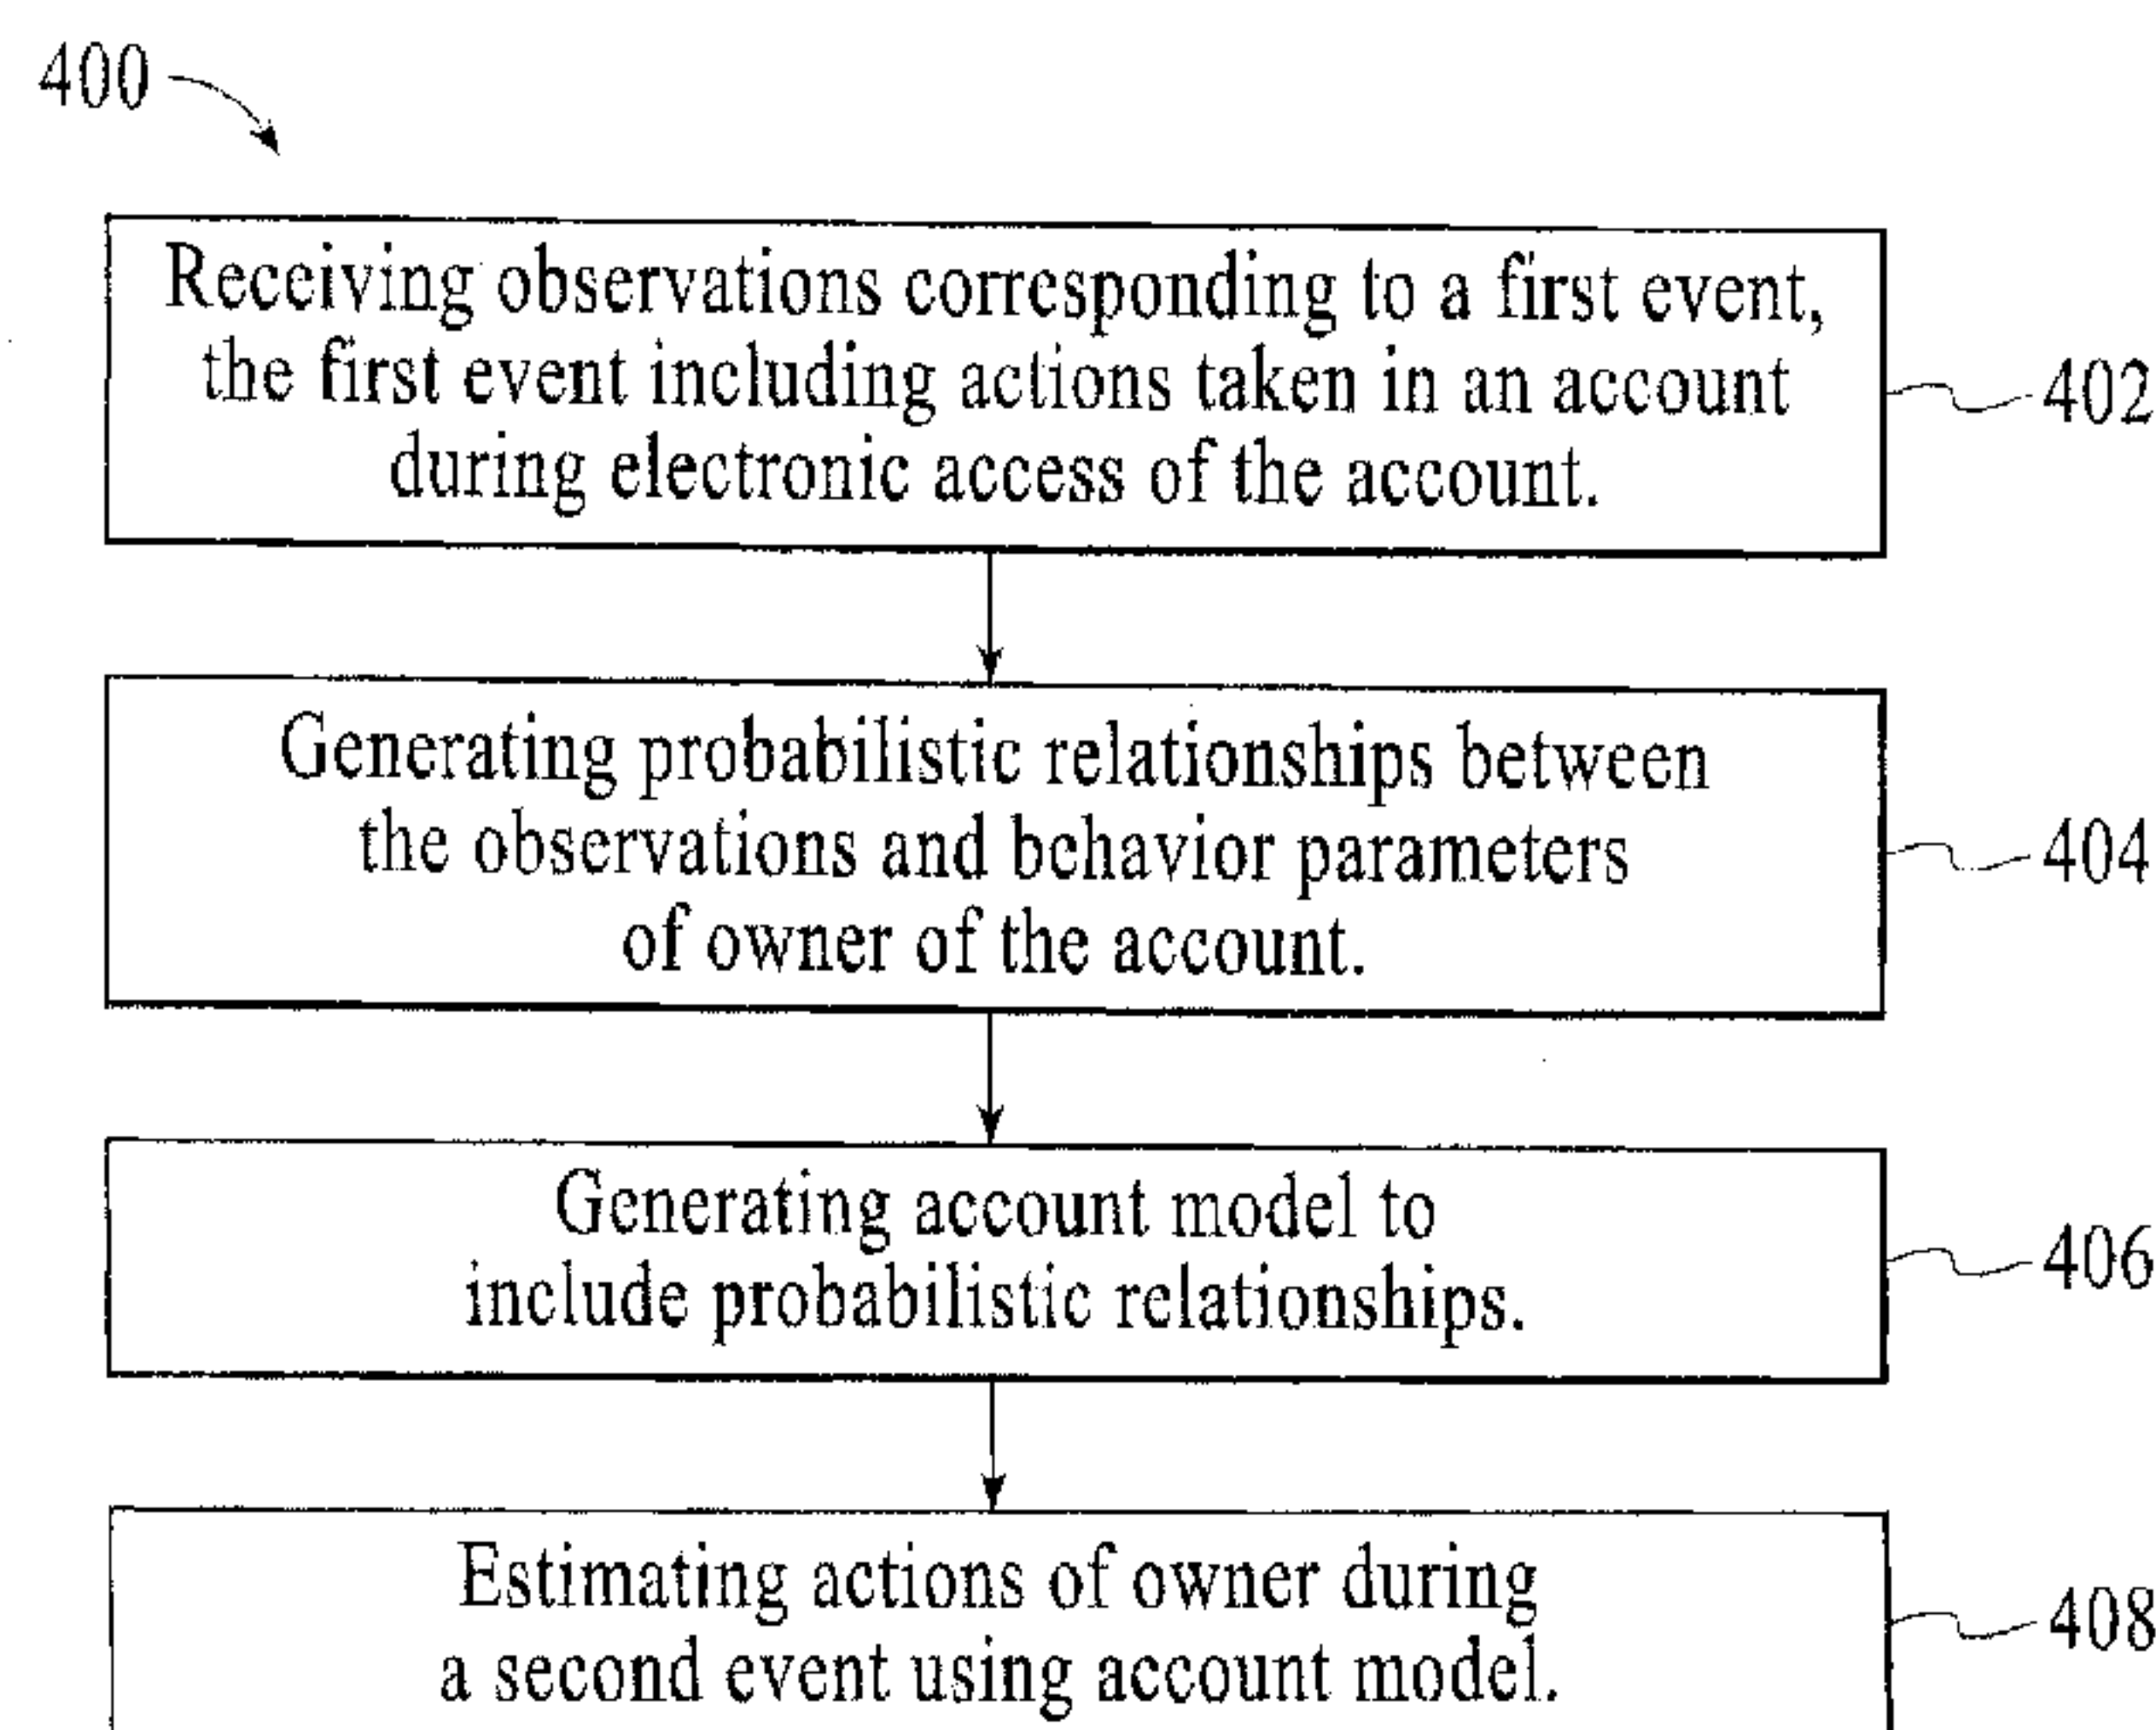 400
Receiving observations corresponding to a first event,
the first event including actions taken in an account
during electronic access of the account.
402
Generating probabilistic relationships between
the observations and behavior parameters
of owner of the account.
404
Generating account model to
include probabilistic relationships.
406
Estimating actions of owner during
a second event using account model.
408